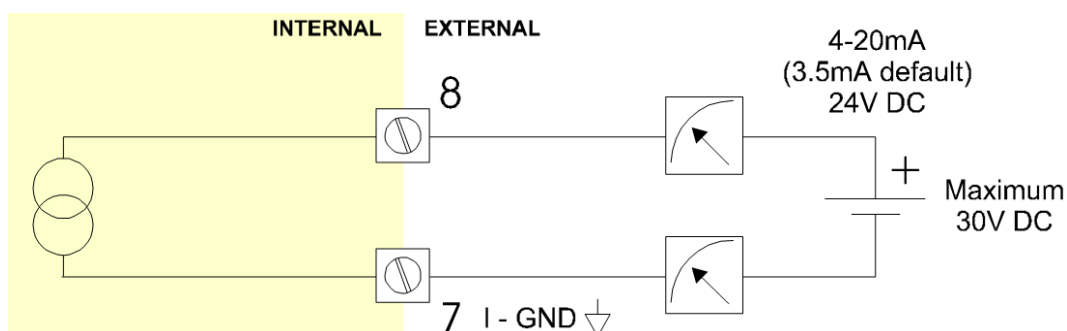 INTERNAL EXTERNAL
4-20mA
(3.5mA default)
24V DC
8
+
Maximum
30V DC
7 I - GND